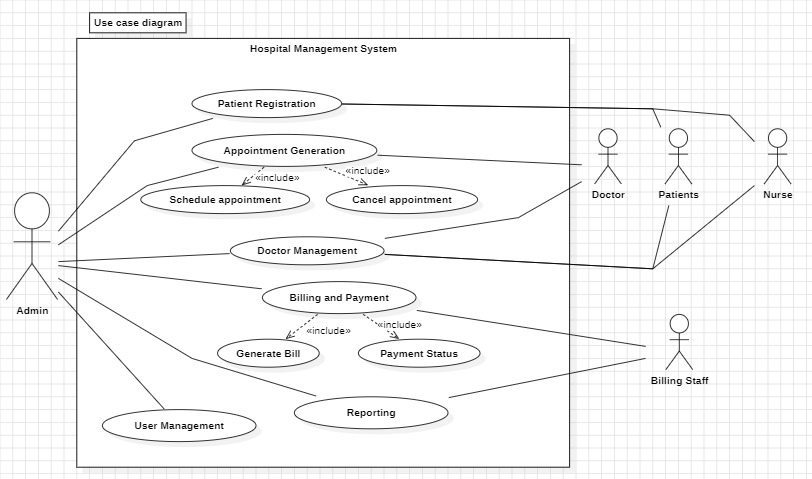 Use case diagram
Hospital Management System
Patient Registration
Appointment Generation
«include»
«include»
Schedule appointment
Cancel appointment
Doctor
Patients
Nurse
Doctor Management
Billing and Payment
Admin
«include»
«include»
Generate Bill
Payment Status
Billing Staff
Reporting
User Management